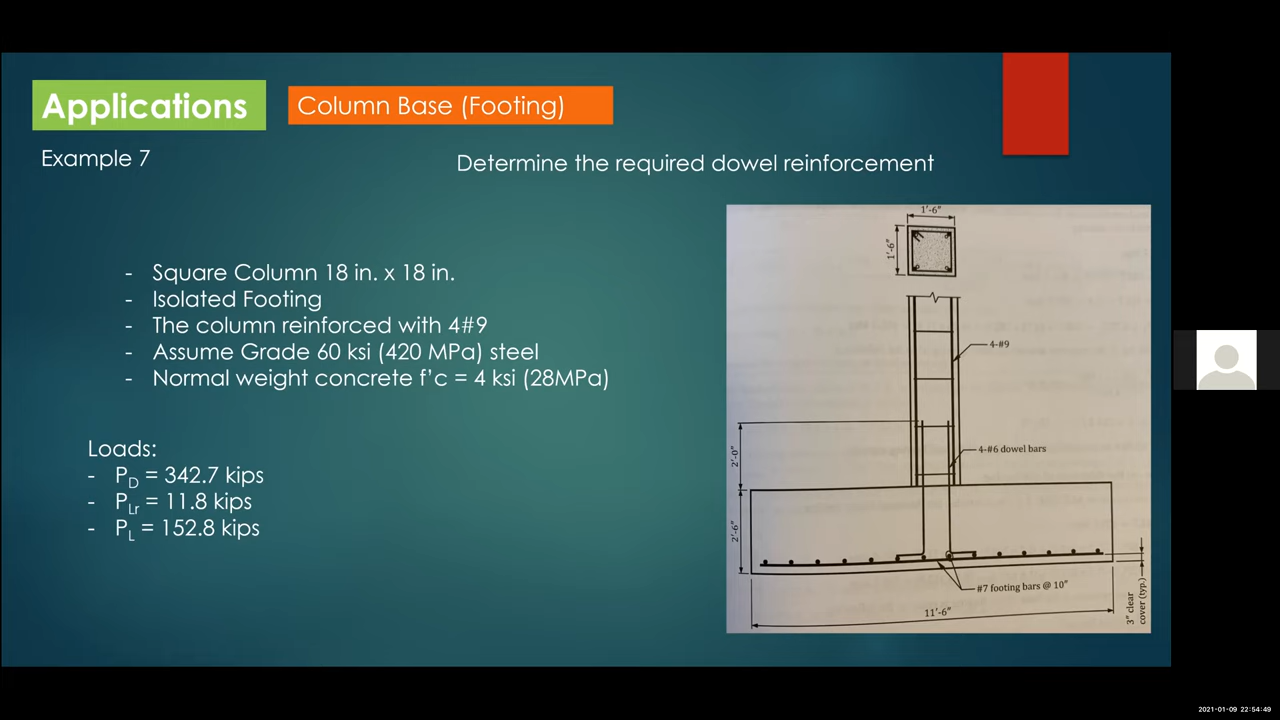 Applications
Column Base (Footing)
Example 7
Determine the required dowel reinforcement
- Square Column 18 in. x 18 in.
- Isolated Footing
- The column reinforced with 4#9
- Assume Grade 60 ksi (420 MPa) steel
- Normal weight concrete f'c = 4 ksi (28MPa)
Loads:
- PD = 342.7 kips
- PLr = 11.8 kips
- PL = 152.8 kips
1'-6"
1'-6"
4-#9
2'-0"
4-#6 dowel bars
2'-6"
#7 footing bars @ 10"
11'-6"
3" clear
cover (typ.)
2021-01-09 22:54:49